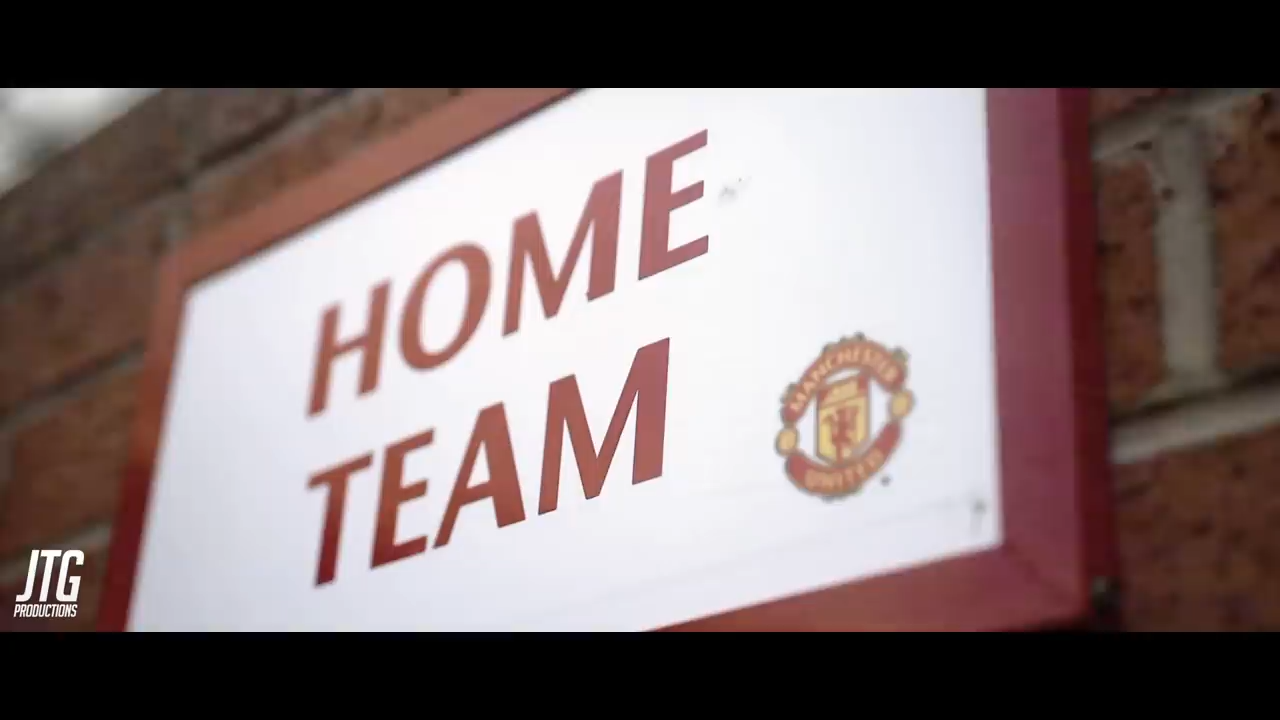 HOME
TEAM
MANCHESTER
UNITED
JTG
PRODUCTIONS